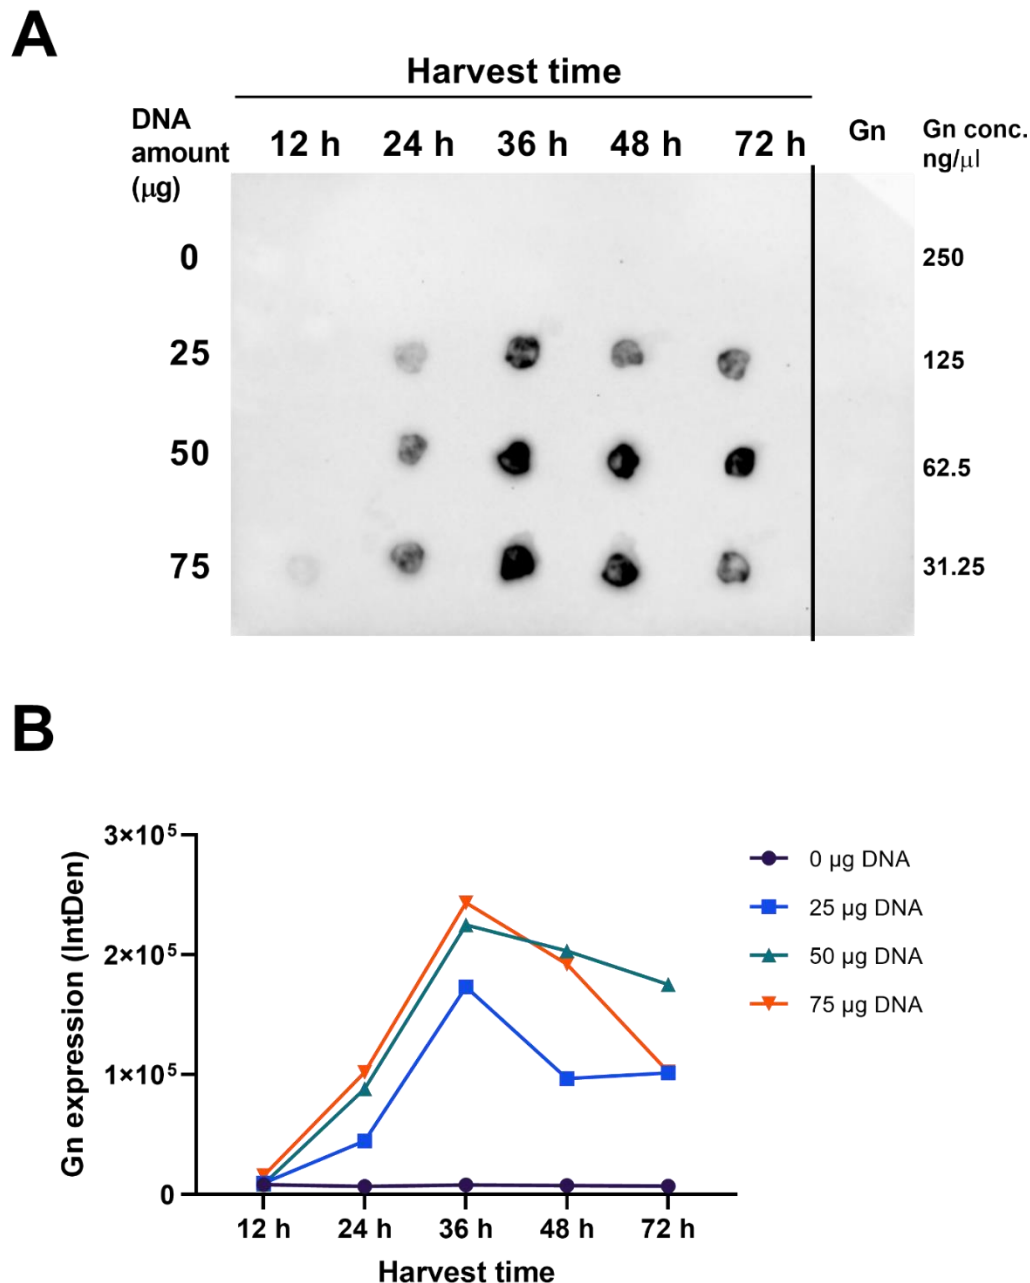 A
Harvest time
DNA
amount
(µg)
12 h 24 h 36 h 48 h 72 h
Gn
Gn conc.
ng/µl
0
250
25
125
50
62.5
75
31.25
B
Gn expression (IntDen)
3×10⁵
2×10⁵
1×10⁵
0
12 h 24 h 36 h 48 h 72 h
Harvest time
0 µg DNA
25 µg DNA
50 µg DNA
75 µg DNA